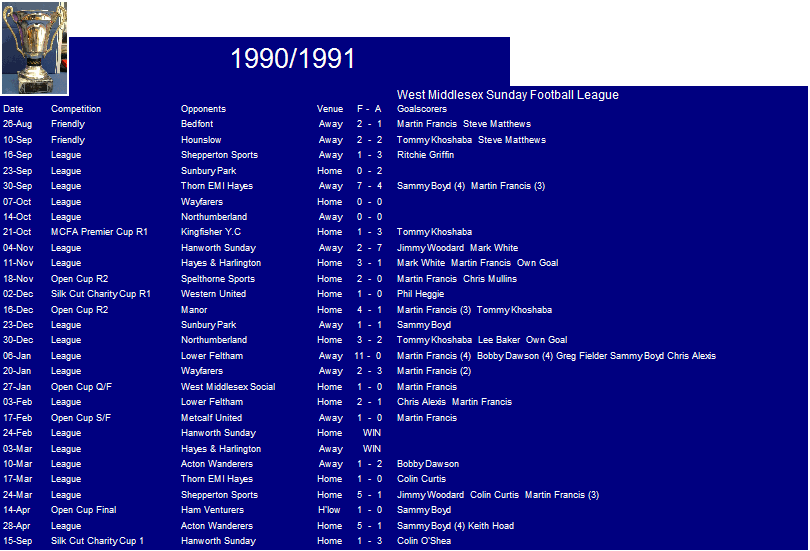 1990/1991
West Middlesex Sunday Football League
Date Competition Opponents Venue F - A Goalscorers
26-Aug Friendly Bedfont Away 2 - 1 Martin Francis Steve Matthews
10-Sep Friendly Hounslow Away 2 - 2 Tommy Khoshaba Steve Matthews
16-Sep League Shepperton Sports Away 1 - 3 Ritchie Griffin
23-Sep League Sunbury Park Home 0 - 2
30-Sep League Thorn EMI Hayes Away 7 - 4 Sammy Boyd (4) Martin Francis (3)
07-Oct League Wayfarers Home 0 - 0
14-Oct League Northumberland Away 0 - 0
21-Oct MCFA Premier Cup R1 Kingfisher Y.C Home 1 - 3 Tommy Khoshaba
04-Nov League Hanworth Sunday Away 2 - 7 Jimmy Woodard Mark White
11-Nov League Hayes & Harlington Home 3 - 1 Mark White Martin Francis Own Goal
18-Nov Open Cup R2 Spelthorne Sports Home 2 - 0 Martin Francis Chris Mullins
02-Dec Silk Cut Charity Cup R1 Western United Home 1 - 0 Phil Heggie
16-Dec Open Cup R2 Manor Home 4 - 1 Martin Francis (3) Tommy Khoshaba
23-Dec League Sunbury Park Away 1 - 1 Sammy Boyd
30-Dec League Northumberland Home 3 - 2 Tommy Khoshaba Lee Baker Own Goal
06-Jan League Lower Feltham Away 11 - 0 Martin Francis (4) Bobby Dawson (4) Greg Fielder Sammy Boyd Chris Alexis
20-Jan League Wayfarers Away 2 - 3 Martin Francis (2)
27-Jan Open Cup Q/F West Middlesex Social Home 1 - 0 Martin Francis
03-Feb League Lower Feltham Home 2 - 1 Chris Alexis Martin Francis
17-Feb Open Cup S/F Metcalf United Away 1 - 0 Martin Francis
24-Feb League Hanworth Sunday Home WIN
03-Mar League Hayes & Harlington Away WIN
10-Mar League Acton Wanderers Away 1 - 2 Bobby Dawson
17-Mar League Thorn EMI Hayes Home 1 - 0 Colin Curtis
24-Mar League Shepperton Sports Home 5 - 1 Jimmy Woodard Colin Curtis Martin Francis (3)
14-Apr Open Cup Final Ham Venturers H'low 1 - 0 Sammy Boyd
28-Apr League Acton Wanderers Home 5 - 1 Sammy Boyd (4) Keith Hoad
15-Sep Silk Cut Charity Cup 1 Hanworth Sunday Home 1 - 3 Colin O'Shea